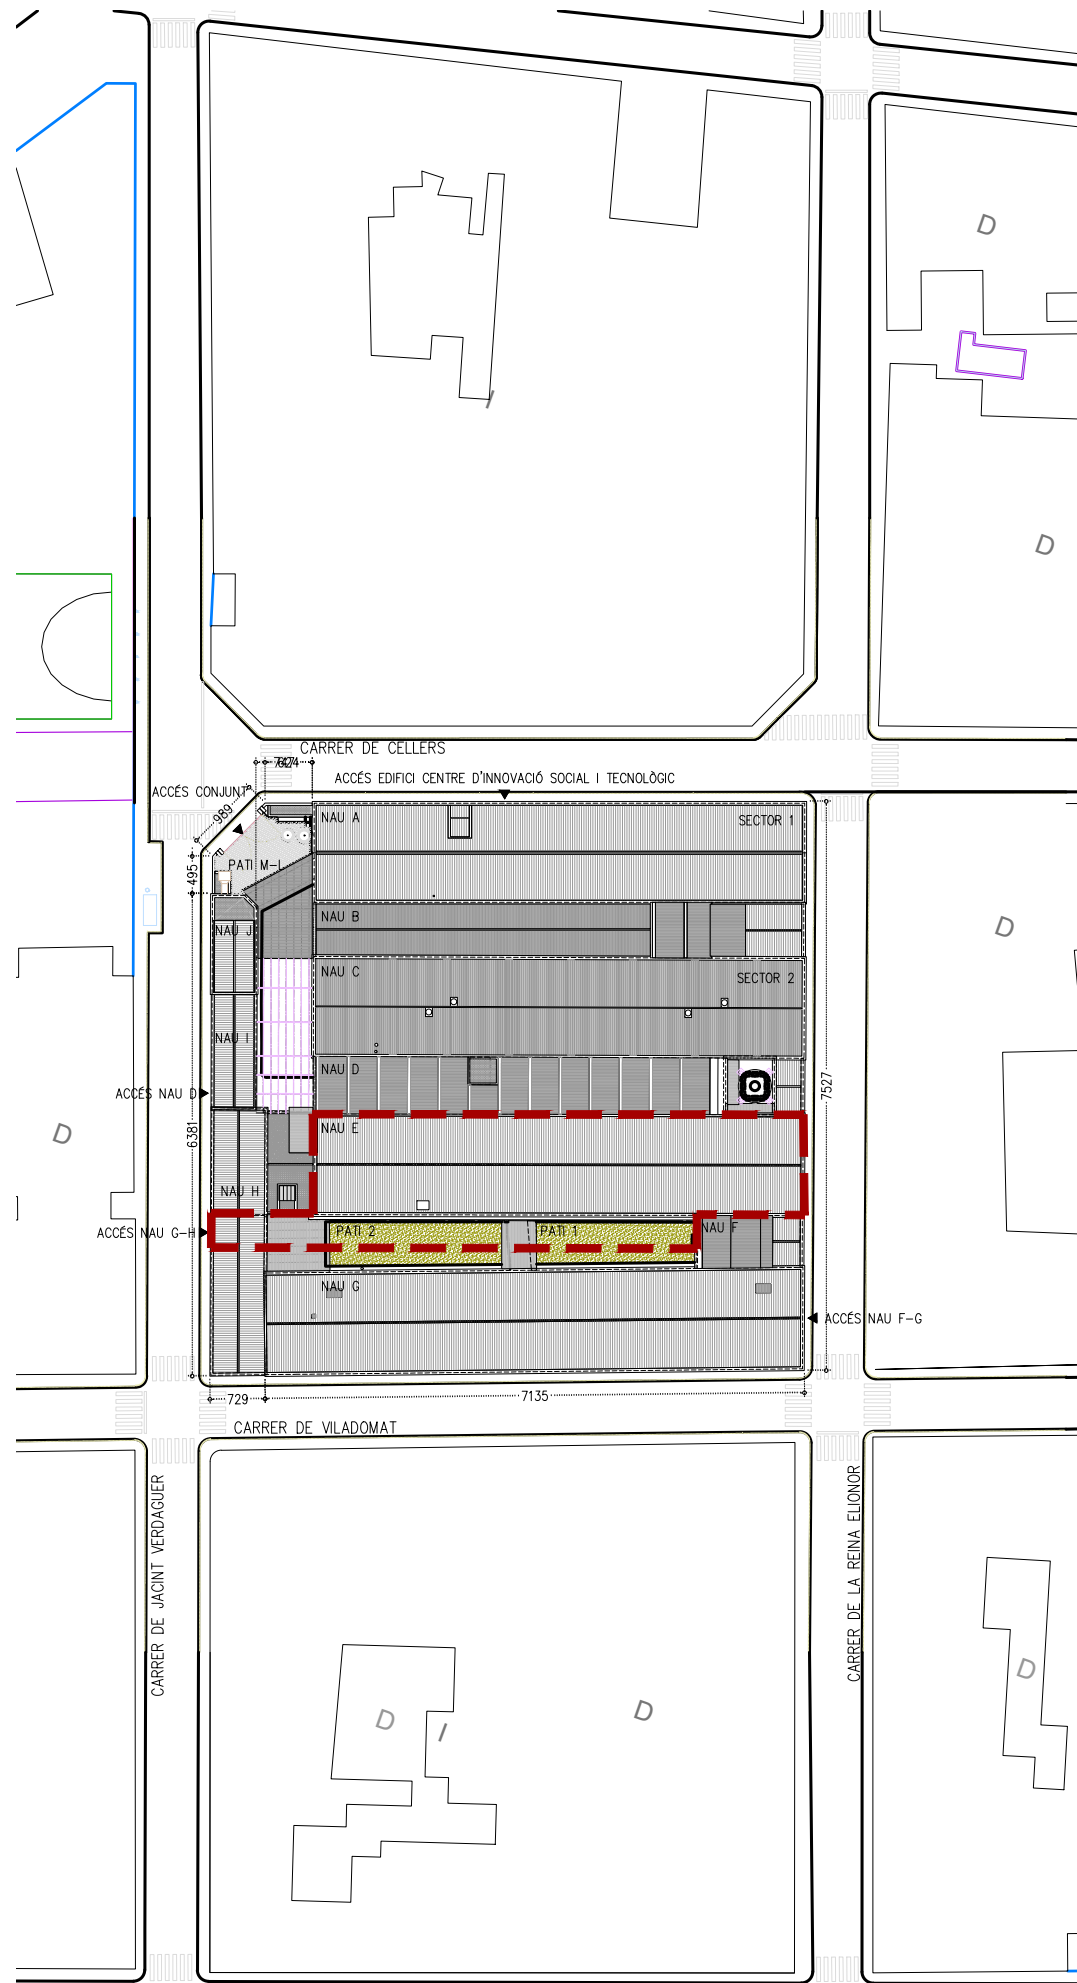 D
I
D
CARRER DE CELLERS
ACCÉS EDIFICI CENTRE D'INNOVACIÓ SOCIAL I TECNOLÒGIC
ACCÉS CONJUNT
989
NAU A
SECTOR 1
PATI M-L
495
NAU B
NAU J
D
NAU C
SECTOR 2
NAU I
NAU D
ACCÉS NAU D
7527
NAU E
D
6381
NAU H
ACCÉS NAU G-H
PATI 2
PATI 1
NAU F
NAU G
ACCÉS NAU F-G
729
7135
CARRER DE VILADOMAT
CARRER DE JACINT VERDAGUER
CARRER DE LA REINA ELIONOR
D
D
D
I